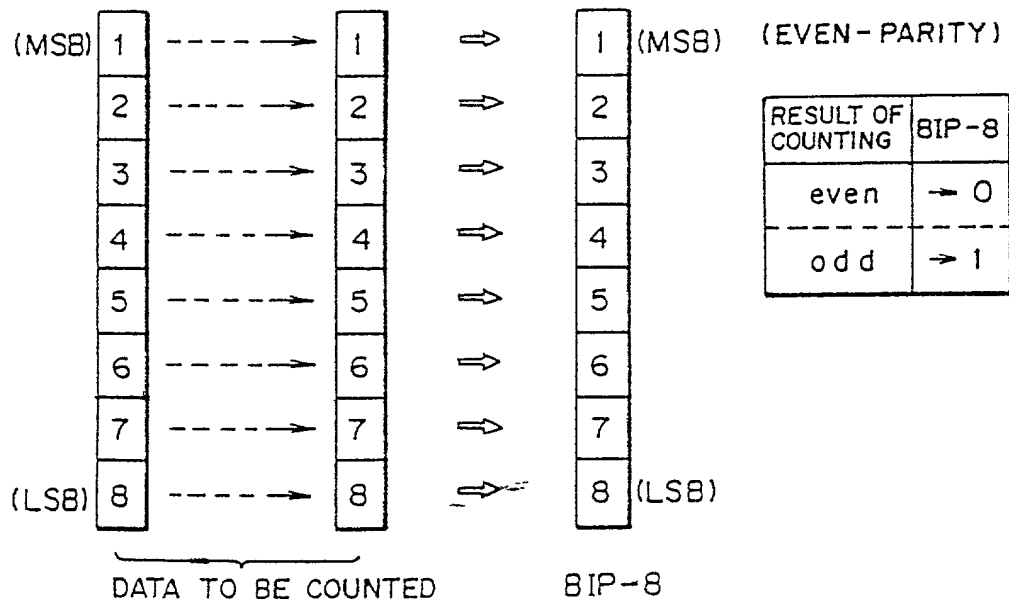 (MSB) 1 1 1 (MSB) (EVEN-PARITY)
2 2 2
3 3 3
4 4 4
5 5 5
6 6 6
7 7 7
(LSB) 8 8 8 (LSB)
DATA TO BE COUNTED BIP-8
RESULT OF COUNTING BIP-8
even → 0
odd → 1